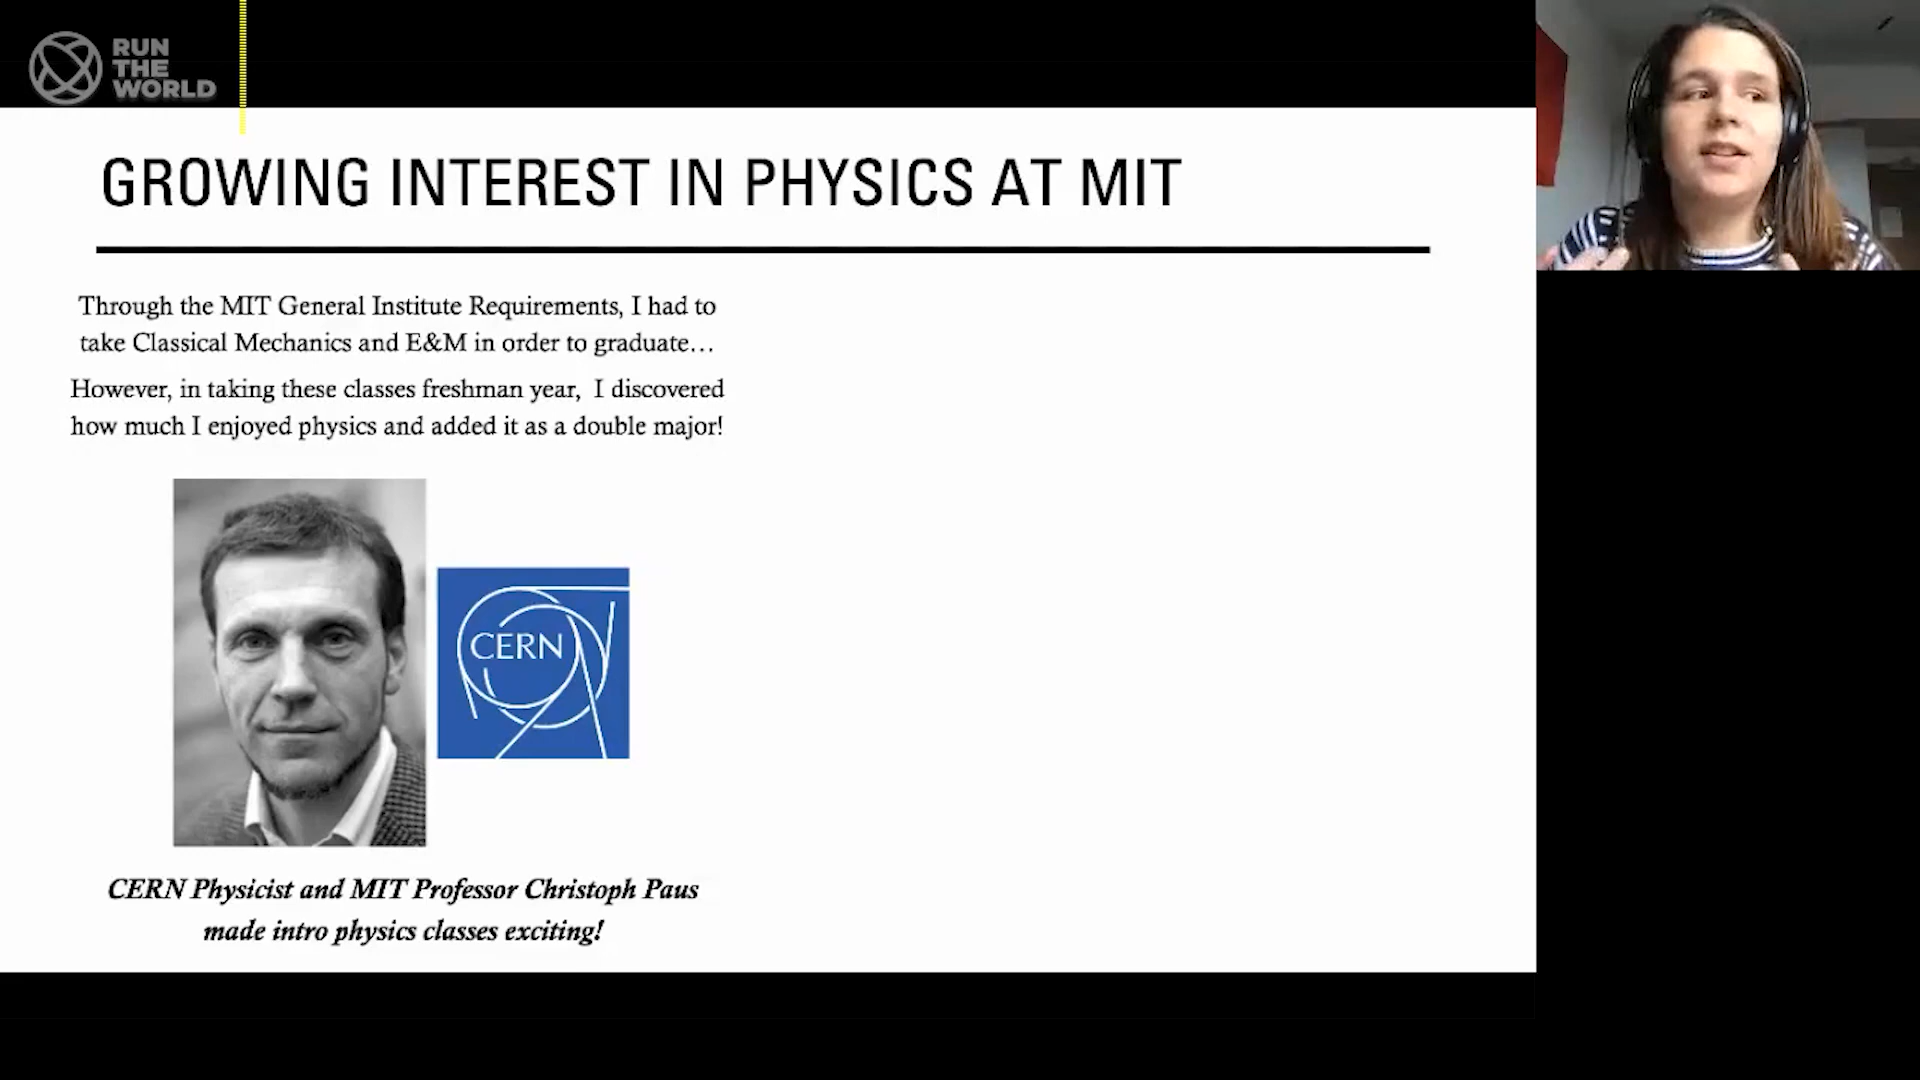 RUN
THE
WORLD
GROWING INTEREST IN PHYSICS AT MIT
Through the MIT General Institute Requirements, I had to
take Classical Mechanics and E&M in order to graduate…
However, in taking these classes freshman year, I discovered
how much I enjoyed physics and added it as a double major!
CERN
CERN Physicist and MIT Professor Christoph Paus
made intro physics classes exciting!